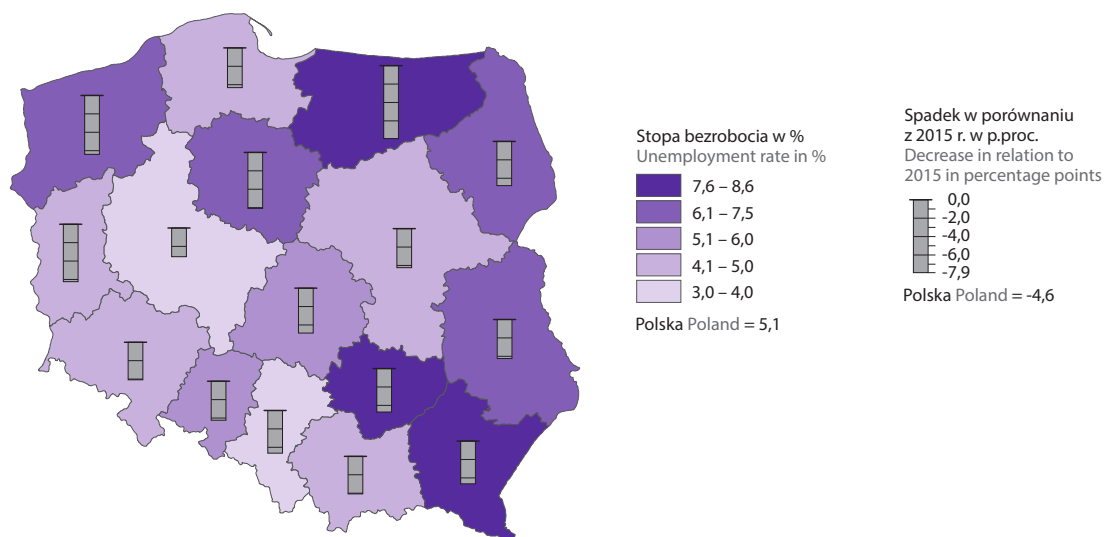 Stopa bezrobocia w %
Unemployment rate in %
7,6 – 8,6
6,1 – 7,5
5,1 – 6,0
4,1 – 5,0
3,0 – 4,0
Polska Poland = 5,1
Spadek w porównaniu
z 2015 r. w p.proc.
Decrease in relation to
2015 in percentage points
0,0
-2,0
-4,0
-6,0
-7,9
Polska Poland = -4,6